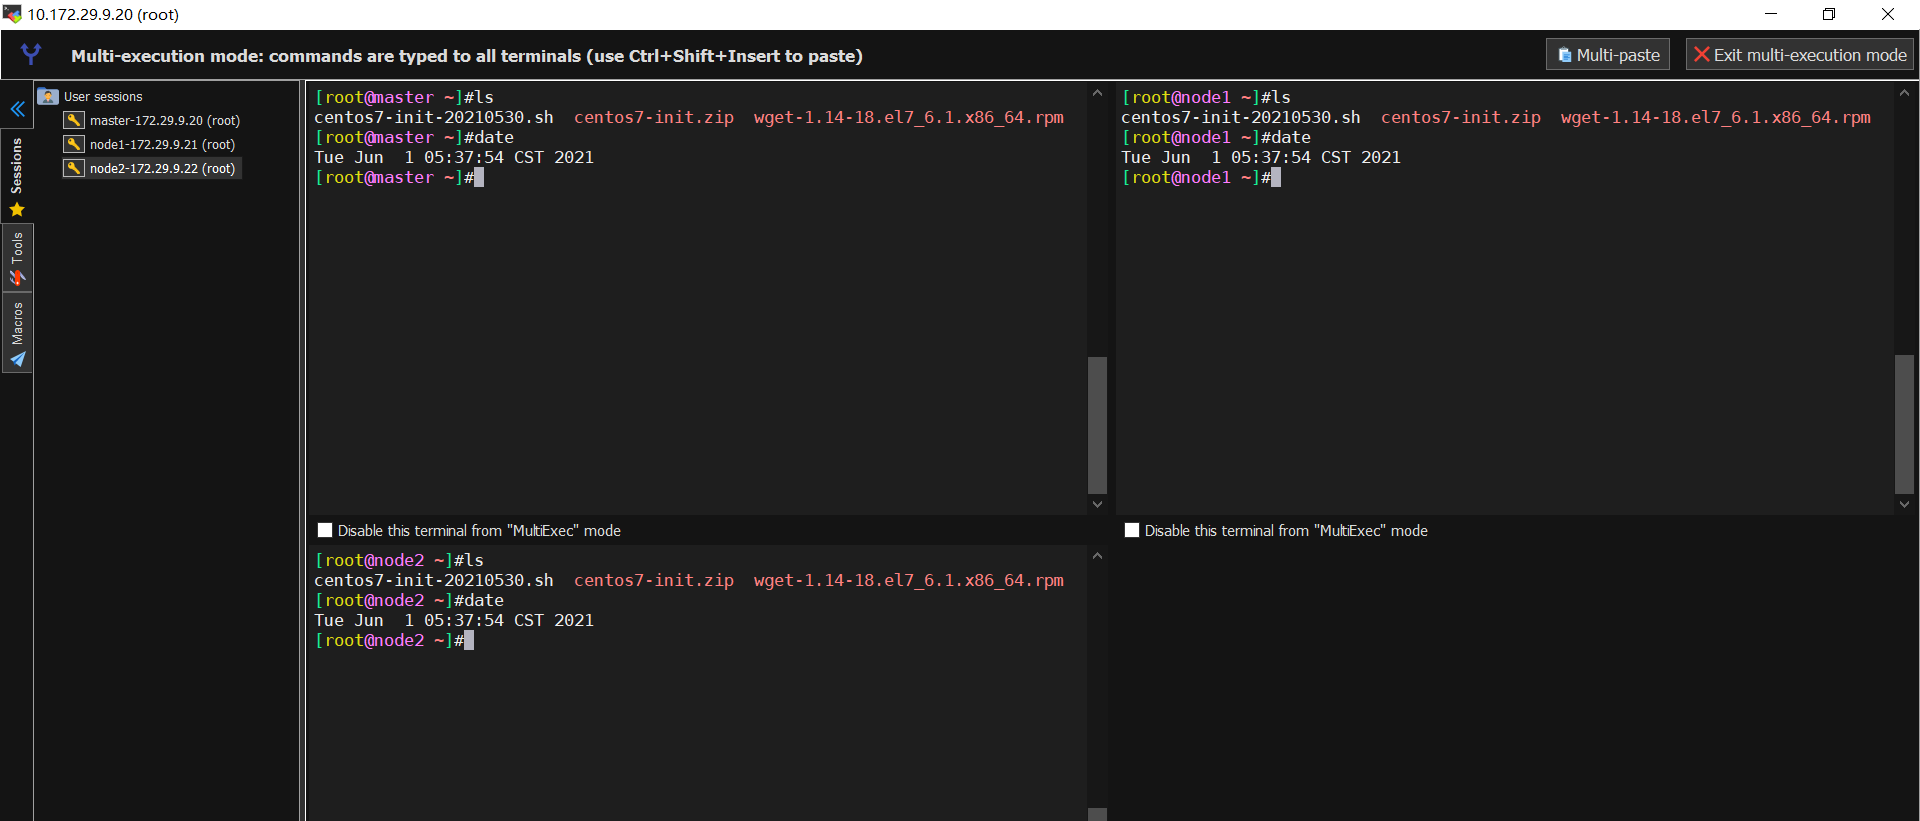 10.172.29.9.20 (root)
Multi-execution mode: commands are typed to all terminals (use Ctrl+Shift+Insert to paste)
Multi-paste
Exit multi-execution mode
Sessions
Tools
Macros
User sessions
master-172.29.9.20 (root)
node1-172.29.9.21 (root)
node2-172.29.9.22 (root)
[root@master ~]#ls
centos7-init-20210530.sh  centos7-init.zip  wget-1.14-18.el7_6.1.x86_64.rpm
[root@master ~]#date
Tue Jun  1 05:37:54 CST 2021
[root@master ~]#
Disable this terminal from "MultiExec" mode
[root@node1 ~]#ls
centos7-init-20210530.sh  centos7-init.zip  wget-1.14-18.el7_6.1.x86_64.rpm
[root@node1 ~]#date
Tue Jun  1 05:37:54 CST 2021
[root@node1 ~]#
Disable this terminal from "MultiExec" mode
[root@node2 ~]#ls
centos7-init-20210530.sh  centos7-init.zip  wget-1.14-18.el7_6.1.x86_64.rpm
[root@node2 ~]#date
Tue Jun  1 05:37:54 CST 2021
[root@node2 ~]#